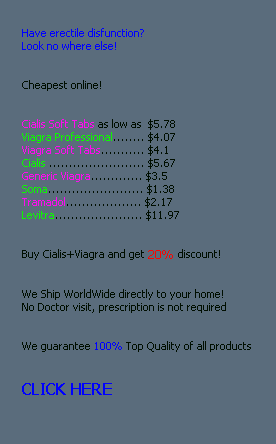 Have erectile disfunction?
Look no where else!
Cheapest online!
Cialis Soft Tabs as low as $5.78
Viagra Professional........ $4.07
Viagra Soft Tabs........... $4.1
Cialis ........................ $5.67
Generic Viagra............. $3.5
Soma....................... $1.38
Tramadol................... $2.17
Levitra...................... $11.97
Buy Cialis+Viagra and get 20% discount!
We Ship WorldWide directly to your home!
No Doctor visit, prescription is not required
We guarantee 100% Top Quality of all products
CLICK HERE